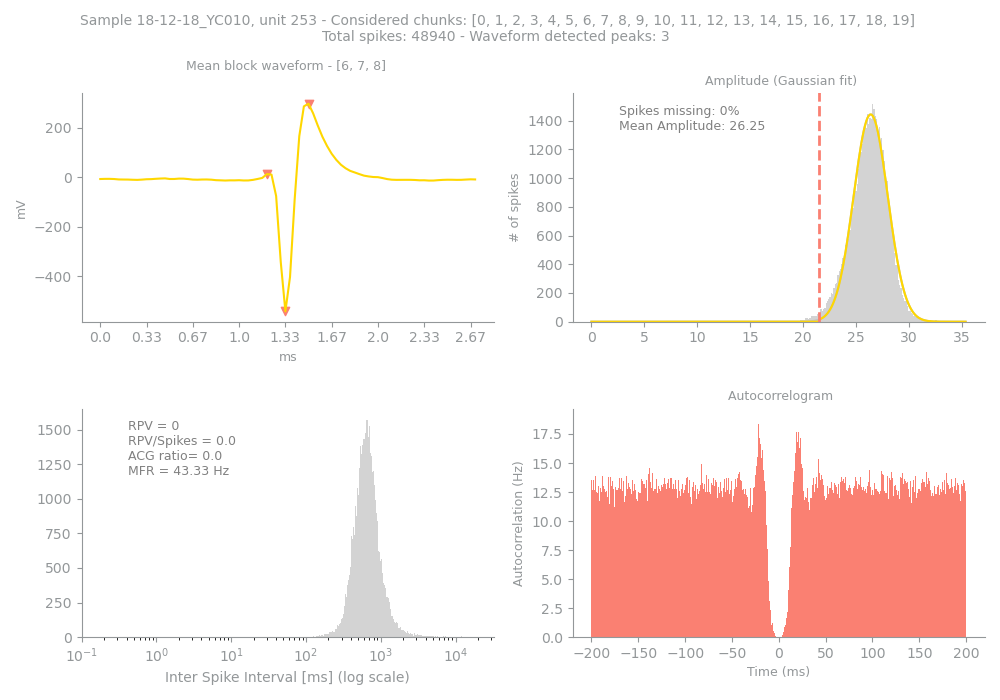 Sample 18-12-18_YC010, unit 253 - Considered chunks: [0, 1, 2, 3, 4, 5, 6, 7, 8, 9, 10, 11, 12, 13, 14, 15, 16, 17, 18, 19]
Total spikes: 48940 - Waveform detected peaks: 3
Mean block waveform - [6, 7, 8]
200
0
−200
−400
mV
0.0 0.33 0.67 1.0 1.33 1.67 2.0 2.33 2.67
ms
Amplitude (Gaussian fit)
Spikes missing: 0%
Mean Amplitude: 26.25
1400
1200
1000
800
600
400
200
0
# of spikes
0 5 10 15 20 25 30 35
RPV = 0
RPV/Spikes = 0.0
ACG ratio= 0.0
MFR = 43.33 Hz
1500
1250
1000
750
500
250
0
10⁻¹ 10⁰ 10¹ 10² 10³ 10⁴
Inter Spike Interval [ms] (log scale)
Autocorrelogram
17.5
15.0
12.5
10.0
7.5
5.0
2.5
0.0
Autocorrelation (Hz)
−200 −150 −100 −50 0 50 100 150 200
Time (ms)